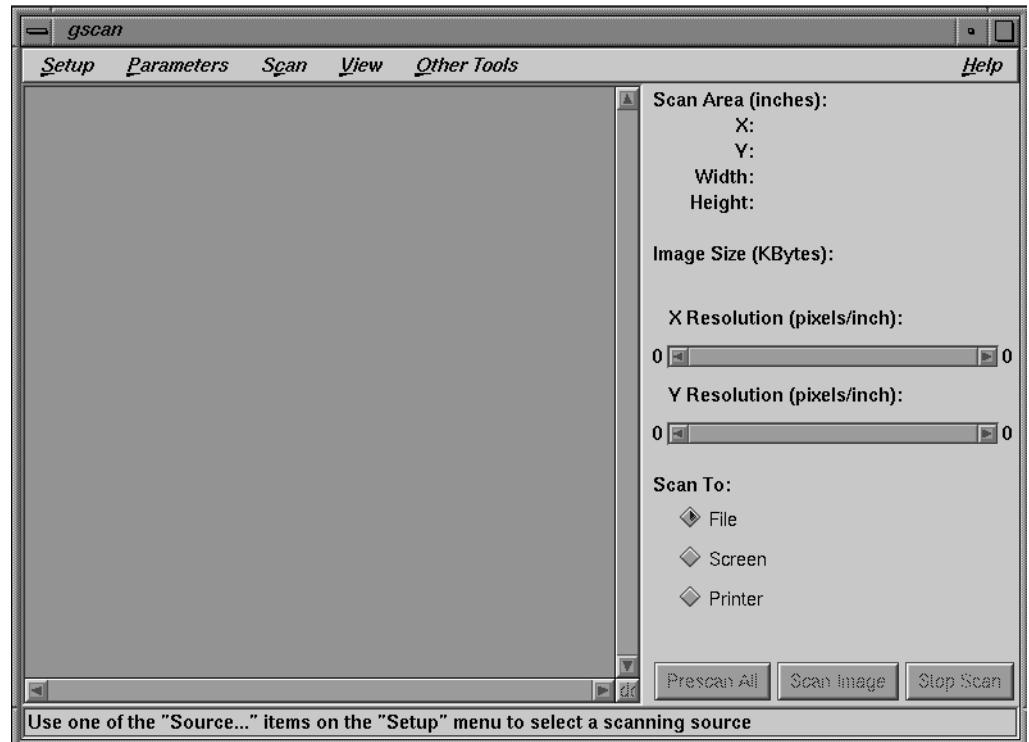 gscan
Setup Parameters Scan View Other Tools Help
Scan Area (inches):
X:
Y:
Width:
Height:
Image Size (KBytes):
X Resolution (pixels/inch):
0 0
Y Resolution (pixels/inch):
0 0
Scan To:
File
Screen
Printer
Prescan All Scan Image Stop Scan
Use one of the "Source..." items on the "Setup" menu to select a scanning source